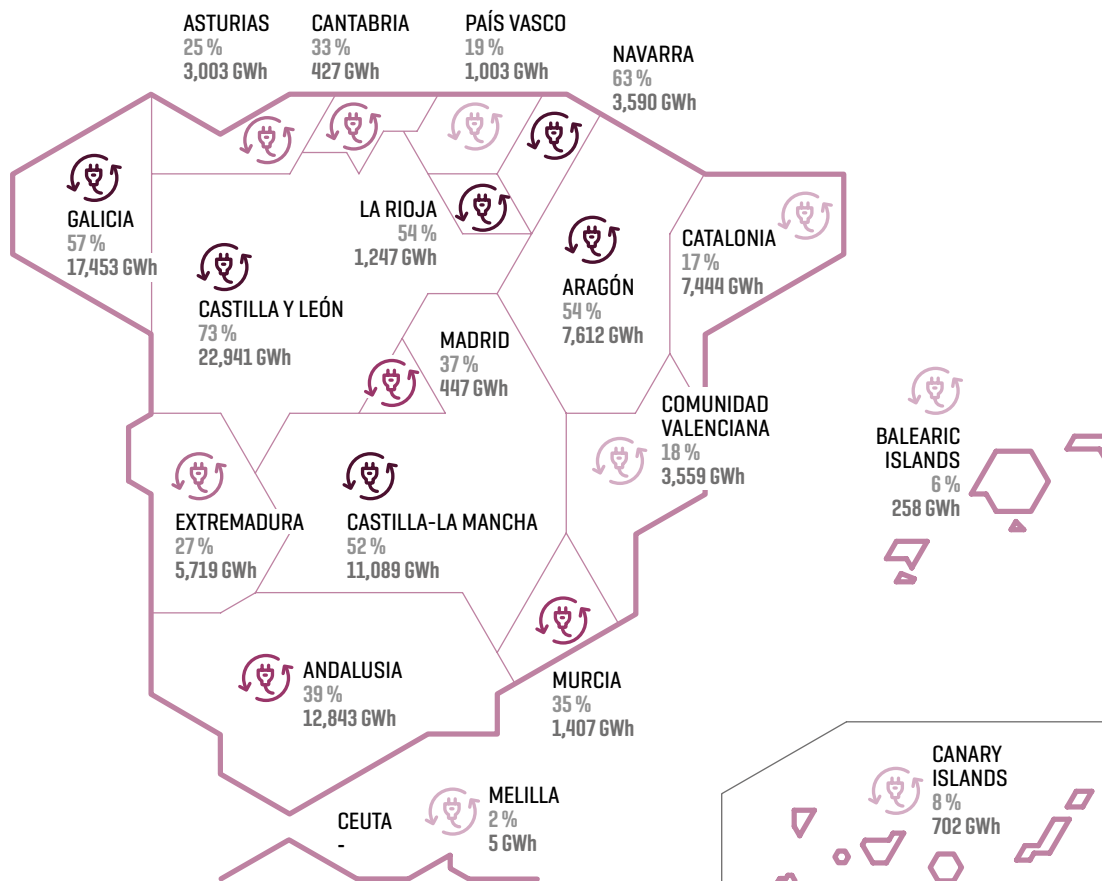 ASTURIAS
25 %
3,003 GWh
CANTABRIA
33 %
427 GWh
PAÍS VASCO
19 %
1,003 GWh
NAVARRA
63 %
3,590 GWh
GALICIA
57 %
17,453 GWh
LA RIOJA
54 %
1,247 GWh
CATALONIA
17 %
7,444 GWh
ARAGÓN
54 %
7,612 GWh
CASTILLA Y LEÓN
73 %
22,941 GWh
MADRID
37 %
447 GWh
COMUNIDAD
VALENCIANA
18 %
3,559 GWh
BALEARIC
ISLANDS
6 %
258 GWh
EXTREMADURA
27 %
5,719 GWh
CASTILLA-LA MANCHA
52 %
11,089 GWh
ANDALUSIA
39 %
12,843 GWh
MURCIA
35 %
1,407 GWh
CANARY
ISLANDS
8 %
702 GWh
CEUTA
-
MELILLA
2 %
5 GWh